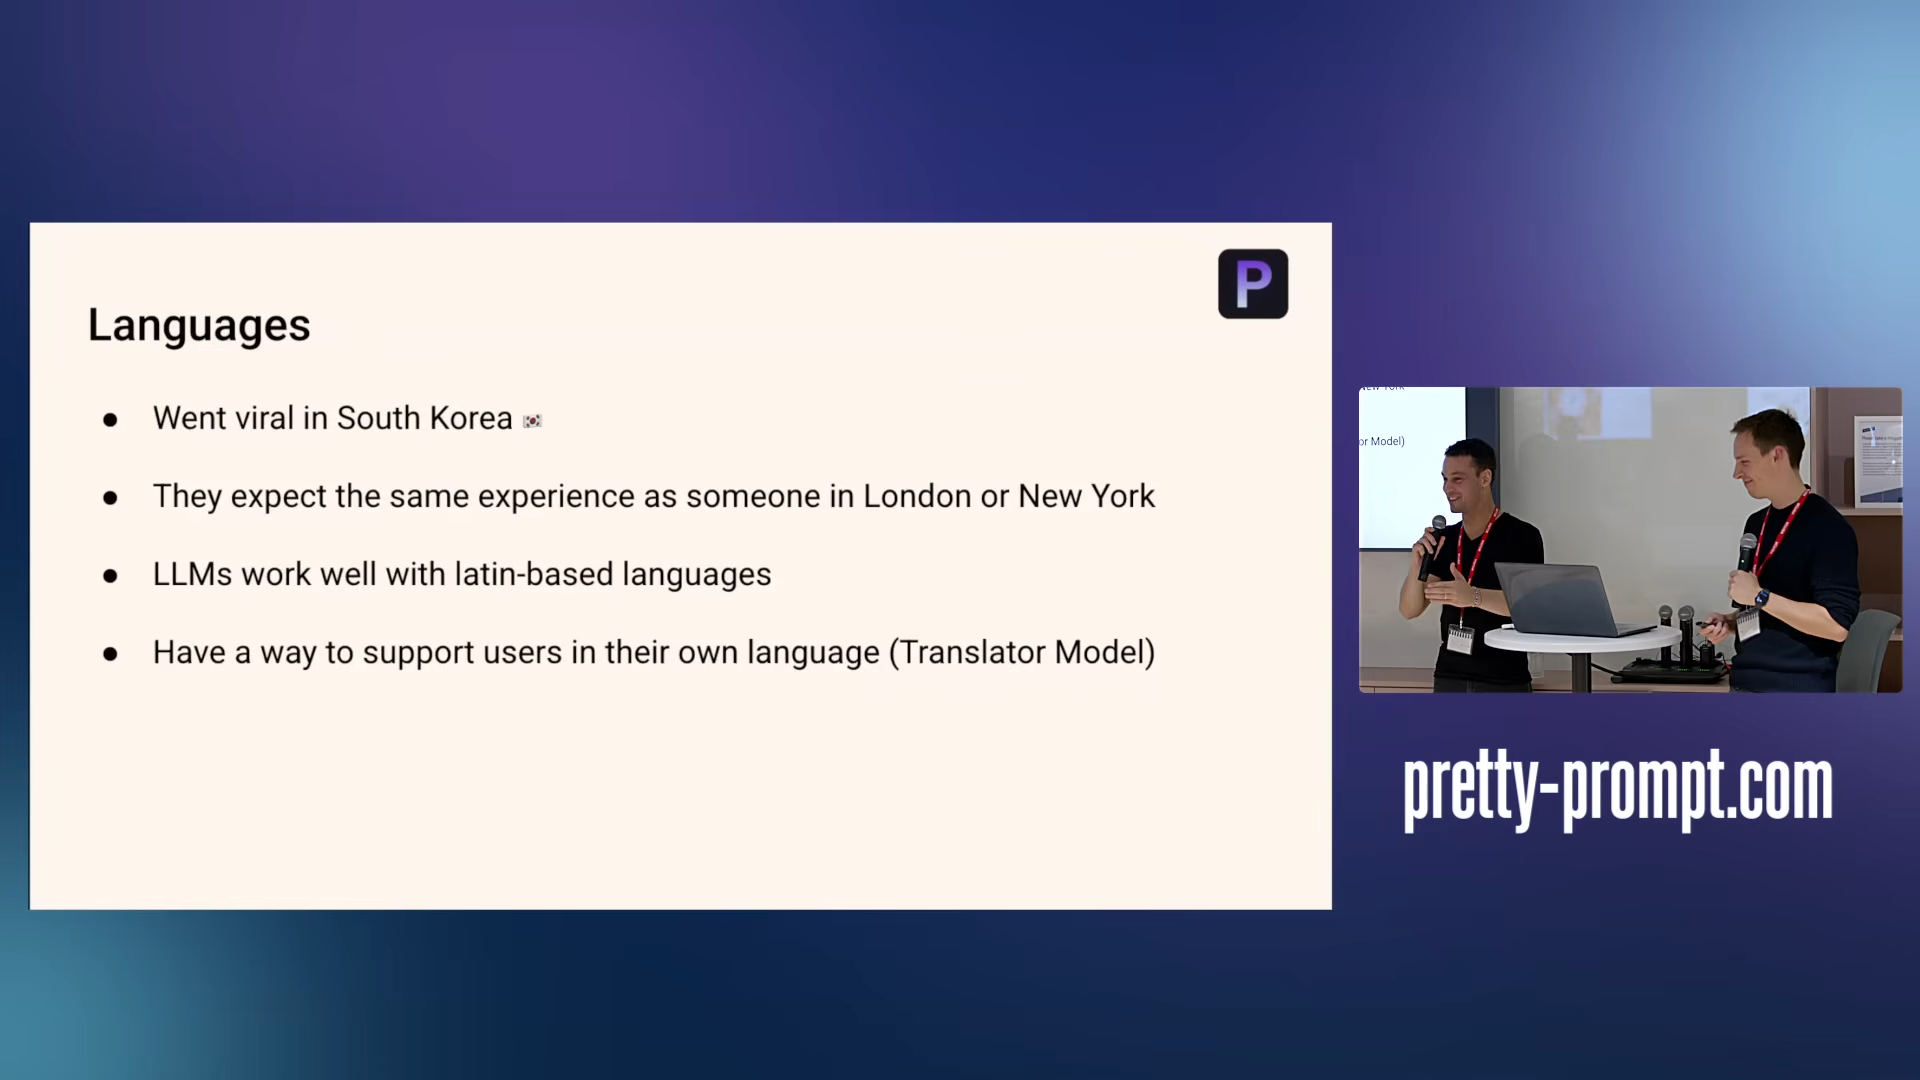 P
Languages
● Went viral in South Korea 🇰🇷
● They expect the same experience as someone in London or New York
● LLMs work well with latin-based languages
● Have a way to support users in their own language (Translator Model)
or Model)
pretty-prompt.com